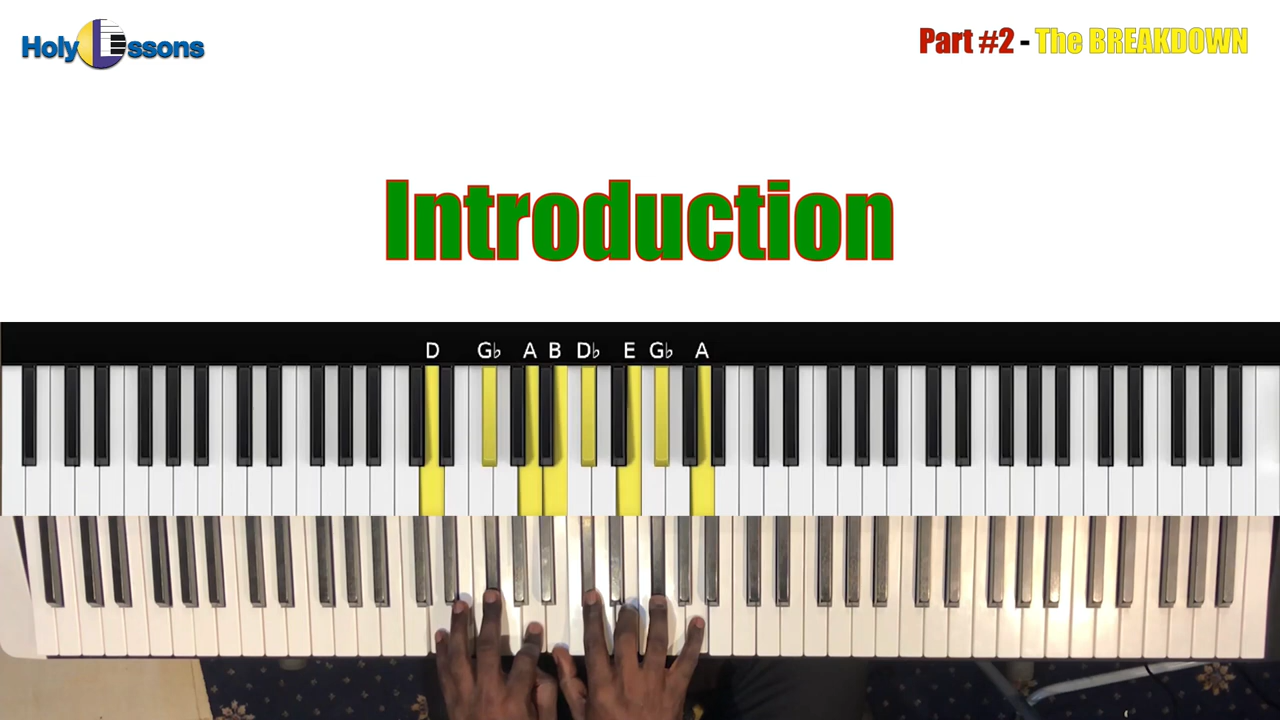 Holy Lessons
Part #2 - The BREAKDOWN
Introduction
D G♭ A B D♭ E G♭ A